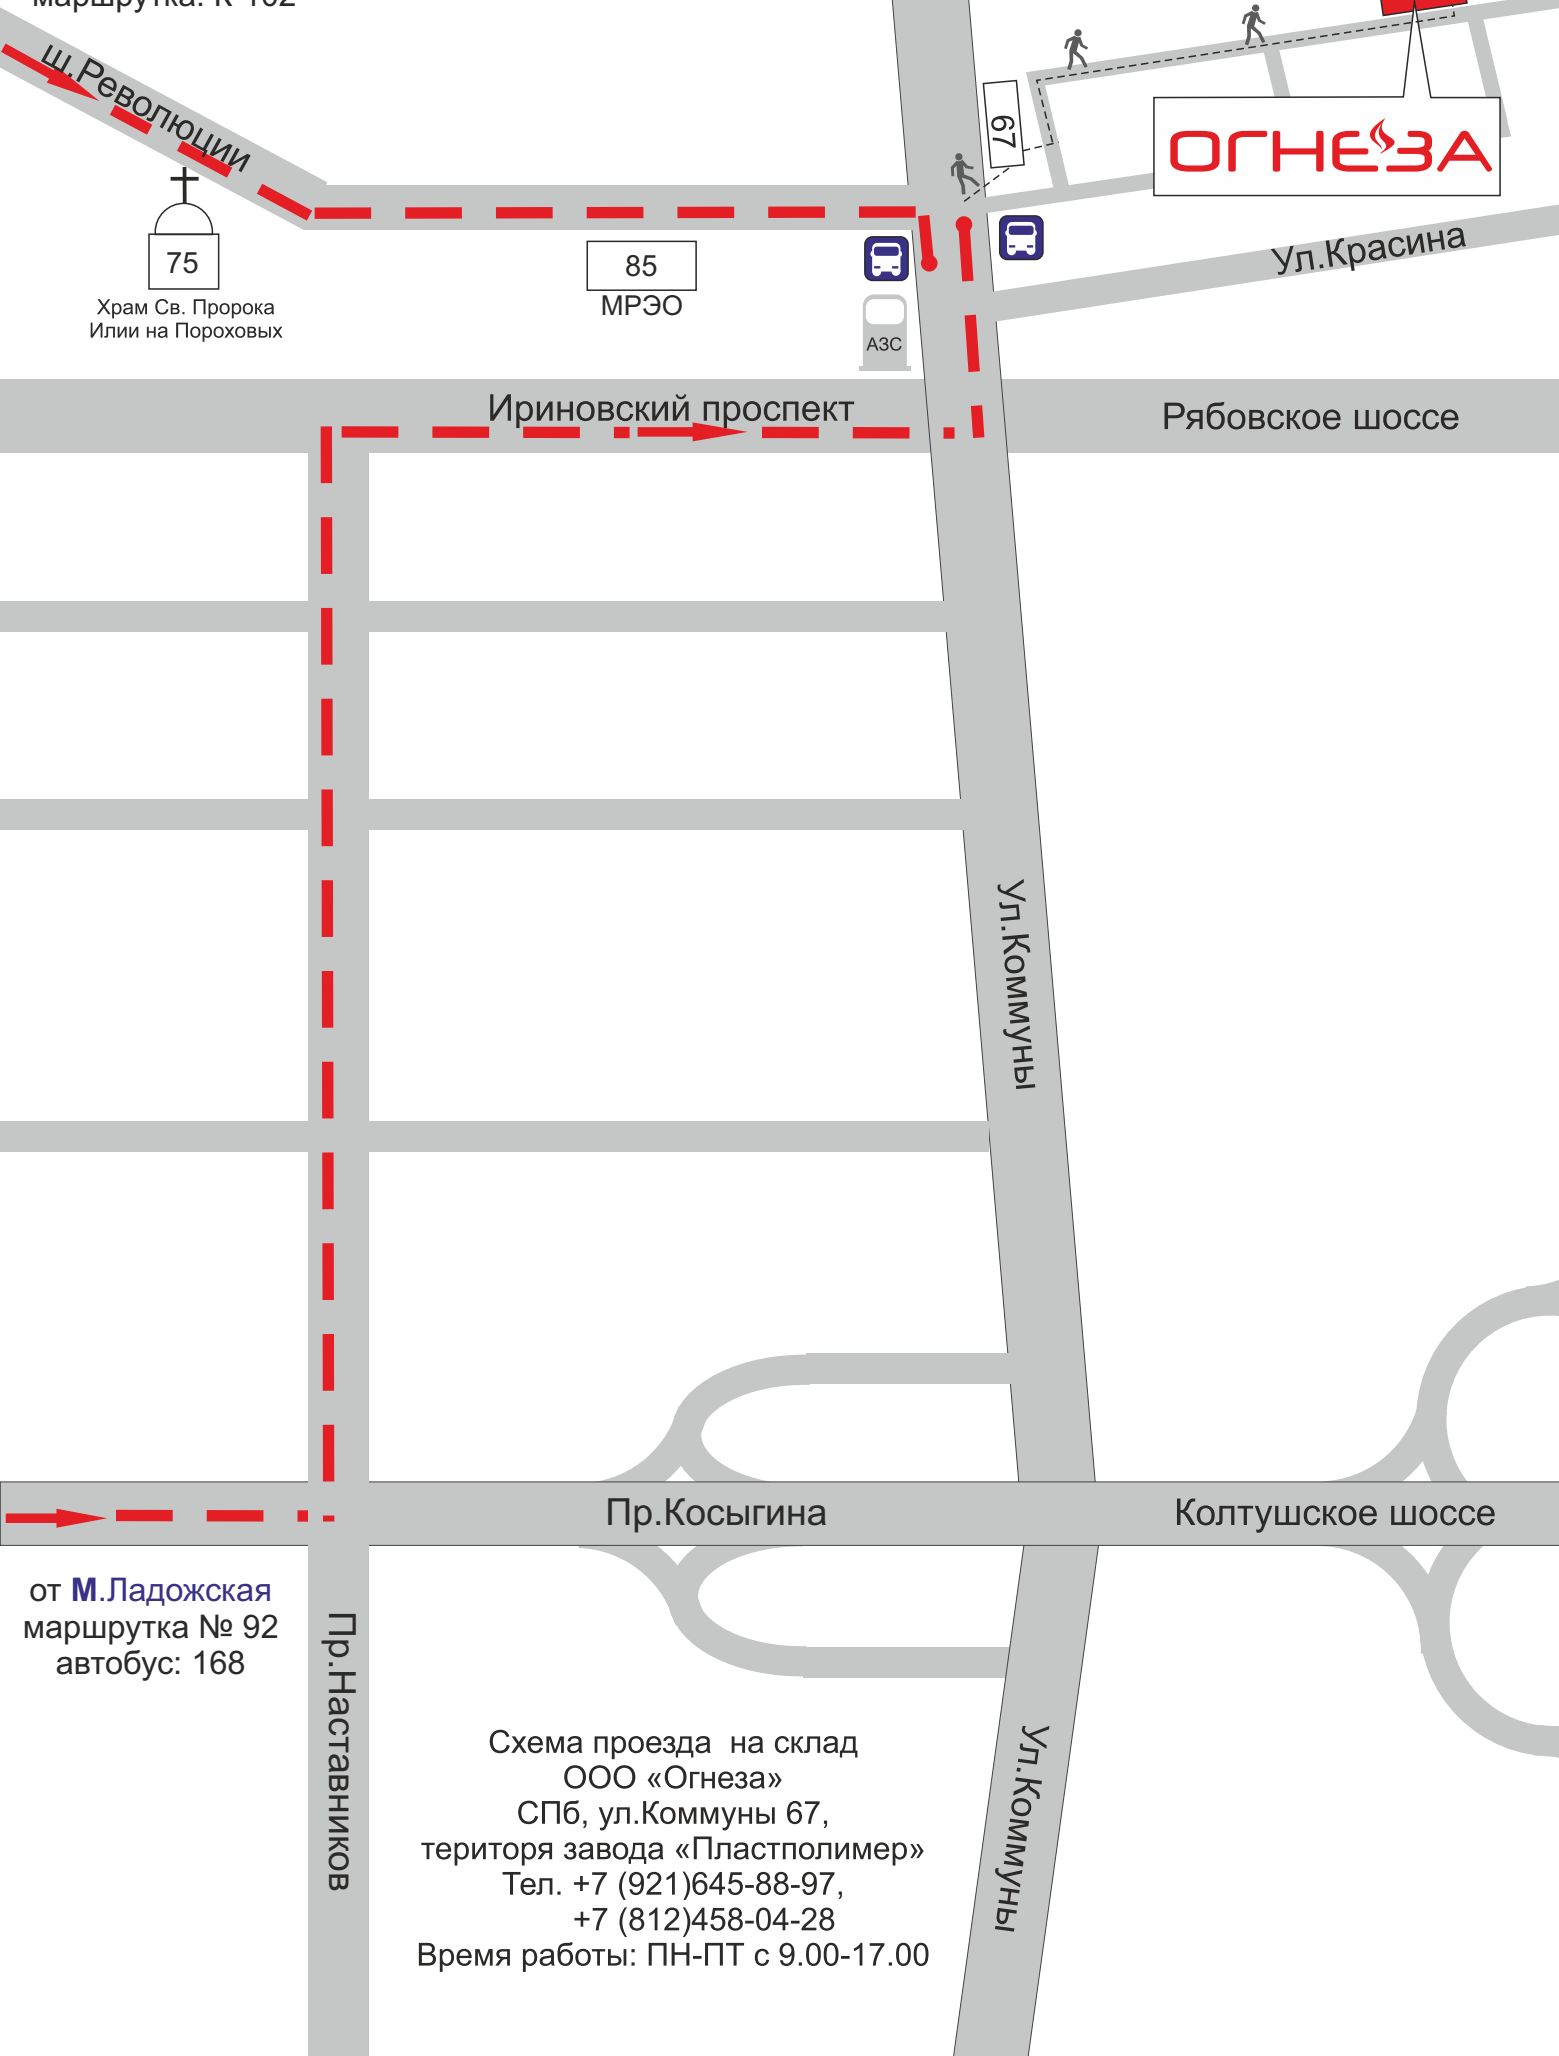 маршрутка: К-102
ш.Революции
67
ОГНЕЗА
75
Храм Св. Пророка
Илии на Пороховых
85
МРЭО
АЗС
Ул.Красина
Ириновский проспект
Рябовское шоссе
Ул.Коммуны
Пр.Косыгина
Колтушское шоссе
от М.Ладожская
маршрутка № 92
автобус: 168
Пр.Наставников
Ул.Коммуны
Схема проезда на склад
ООО «Огнеза»
СПб, ул.Коммуны 67,
територя завода «Пластполимер»
Тел. +7 (921)645-88-97,
+7 (812)458-04-28
Время работы: ПН-ПТ с 9.00-17.00